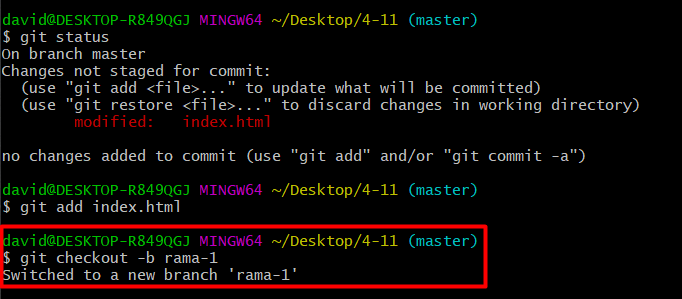 david@DESKTOP-R849QGJ MINGW64 ~/Desktop/4-11 (master)
$ git status
On branch master
Changes not staged for commit:
  (use "git add <file>..." to update what will be committed)
  (use "git restore <file>..." to discard changes in working directory)
        modified:   index.html

no changes added to commit (use "git add" and/or "git commit -a")

david@DESKTOP-R849QGJ MINGW64 ~/Desktop/4-11 (master)
$ git add index.html

david@DESKTOP-R849QGJ MINGW64 ~/Desktop/4-11 (master)
$ git checkout -b rama-1
Switched to a new branch 'rama-1'